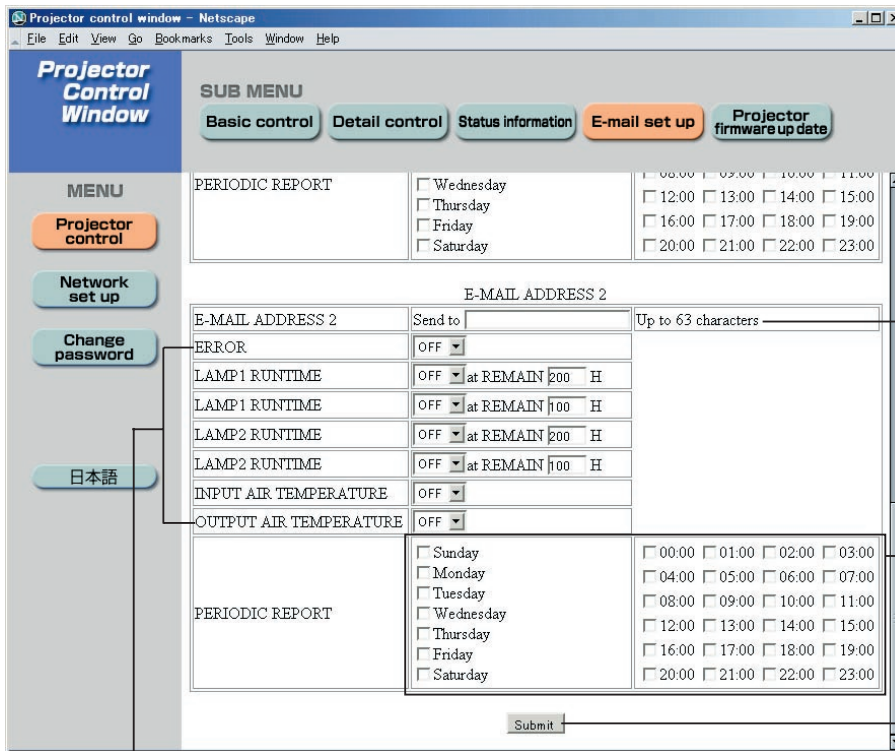 Projector control window - Netscape
File Edit View Go Bookmarks Tools Window Help
Projector
Control
Window
SUB MENU
Basic control Detail control Status information E-mail set up Projector
firmware up date
MENU
Projector
control
Network
set up
Change
password
日本語
PERIODIC REPORT
Wednesday
Thursday
Friday
Saturday
08:00 09:00 10:00 11:00
12:00 13:00 14:00 15:00
16:00 17:00 18:00 19:00
20:00 21:00 22:00 23:00
E-MAIL ADDRESS 2
E-MAIL ADDRESS 2 Send to Up to 63 characters
ERROR OFF
LAMP1 RUNTIME OFF at REMAIN 200 H
LAMP1 RUNTIME OFF at REMAIN 100 H
LAMP2 RUNTIME OFF at REMAIN 200 H
LAMP2 RUNTIME OFF at REMAIN 100 H
INPUT AIR TEMPERATURE OFF
OUTPUT AIR TEMPERATURE OFF
PERIODIC REPORT
Sunday
Monday
Tuesday
Wednesday
Thursday
Friday
Saturday
00:00 01:00 02:00 03:00
04:00 05:00 06:00 07:00
08:00 09:00 10:00 11:00
12:00 13:00 14:00 15:00
16:00 17:00 18:00 19:00
20:00 21:00 22:00 23:00
Submit